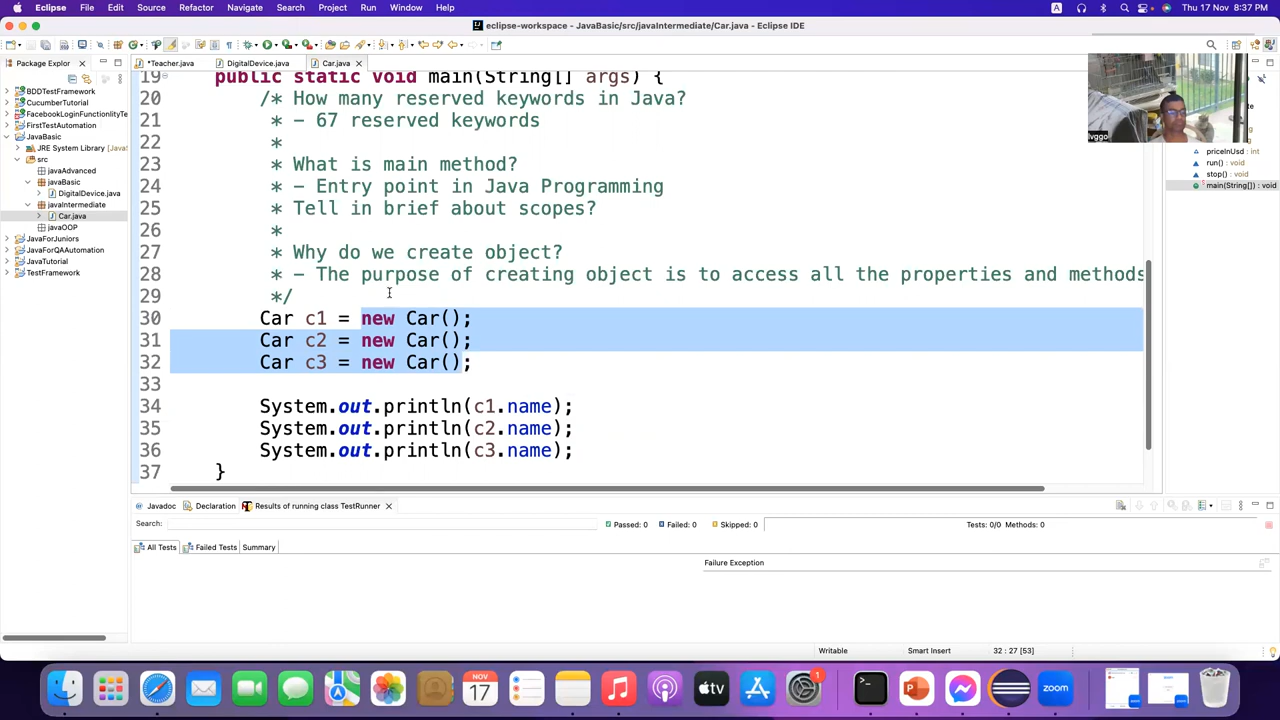 Eclipse File Edit Source Refactor Navigate Search Project Run Window Help
A Thu 17 Nov 8:37 PM
eclipse-workspace - JavaBasic/src/javaIntermediate/Car.java - Eclipse IDE
Package Explorer
*Teacher.java DigitalDevice.java Car.java
BDDTestFramework
CucumberTutorial
FacebookLoginFunctionlityTe
FirstTestAutomation
JavaBasic
JRE System Library [Java
src
javaAdvanced
javaBasic
DigitalDevice.java
javaIntermediate
Car.java
javaOOP
JavaForJuniors
JavaForQAAutomation
JavaTutorial
TestFramework
19 public static void main(String[] args) {
20 /* How many reserved keywords in Java?
21 * - 67 reserved keywords
22 *
23 * What is main method?
24 * - Entry point in Java Programming
25 * Tell in brief about scopes?
26 *
27 * Why do we create object?
28 * - The purpose of creating object is to access all the properties and methods
29 */
30 Car c1 = new Car();
31 Car c2 = new Car();
32 Car c3 = new Car();
33
34 System.out.println(c1.name);
35 System.out.println(c2.name);
36 System.out.println(c3.name);
37 }
priceInUsd : int
run() : void
stop() : void
main(String[]) : void
Javadoc Declaration Results of running class TestRunner
Search: Passed: 0 Failed: 0 Skipped: 0 Tests: 0/0 Methods: 0
All Tests Failed Tests Summary
Failure Exception
Writable Smart Insert 32 : 27 [53]
NOV
17
tv
1
zoom